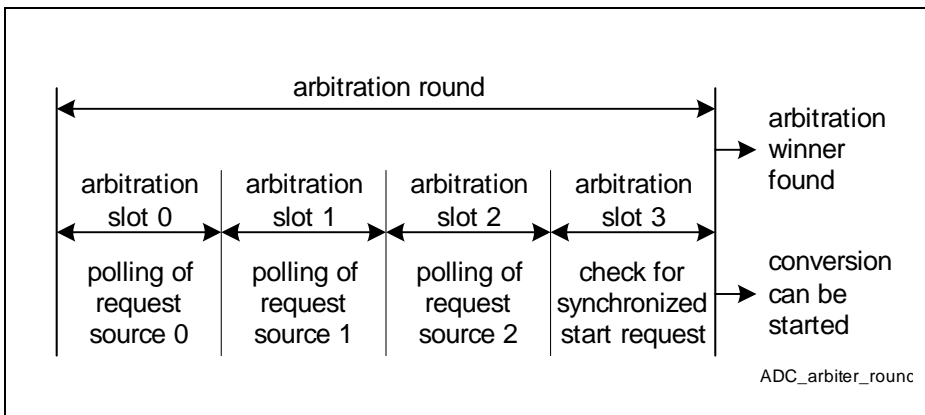 arbitration round
arbitration
winner
found
arbitration arbitration arbitration arbitration
slot 0 slot 1 slot 2 slot 3
polling of polling of polling of check for
request request request synchronized
source 0 source 1 source 2 start request
conversion
can be
started
ADC_arbiter_round